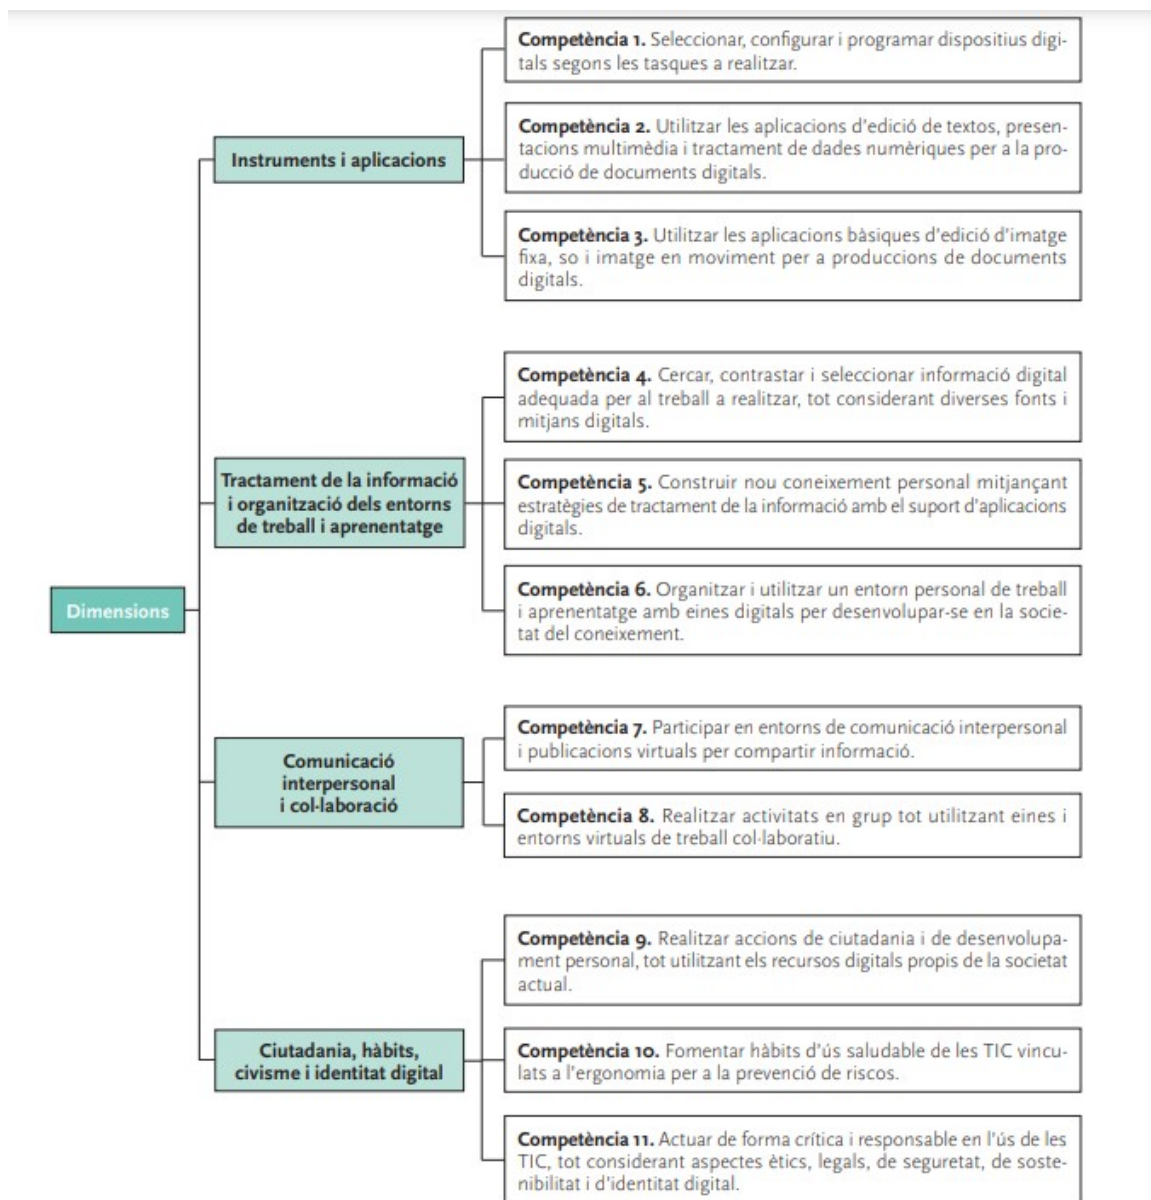 Dimensions
Instruments i aplicacions
Competència 1. Seleccionar, configurar i programar dispositius digi-
tals segons les tasques a realitzar.
Competència 2. Utilitzar les aplicacions d'edició de textos, presen-
tacions multimèdia i tractament de dades numèriques per a la pro-
ducció de documents digitals.
Competència 3. Utilitzar les aplicacions bàsiques d'edició d'imatge
fixa, so i imatge en moviment per a produccions de documents
digitals.
Tractament de la informació
i organització dels entorns
de treball i aprenentatge
Competència 4. Cercar, contrastar i seleccionar informació digital
adequada per al treball a realitzar, tot considerant diverses fonts i
mitjans digitals.
Competència 5. Construir nou coneixement personal mitjançant
estratègies de tractament de la informació amb el suport d'aplicacions
digitals.
Competència 6. Organitzar i utilitzar un entorn personal de treball
i aprenentatge amb eines digitals per desenvolupar-se en la socie-
tat del coneixement.
Comunicació
interpersonal
i col·laboració
Competència 7. Participar en entorns de comunicació interpersonal
i publicacions virtuals per compartir informació.
Competència 8. Realitzar activitats en grup tot utilitzant eines i
entorns virtuals de treball col·laboratiu.
Ciutadania, hàbits,
civisme i identitat digital
Competència 9. Realitzar accions de ciutadania i de desenvolupa-
ment personal, tot utilitzant els recursos digitals propis de la societat
actual.
Competència 10. Fomentar hàbits d'ús saludable de les TIC vincu-
lats a l'ergonomia per a la prevenció de riscos.
Competència 11. Actuar de forma crítica i responsable en l'ús de les
TIC, tot considerant aspectes ètics, legals, de seguretat, de soste-
nibilitat i d'identitat digital.